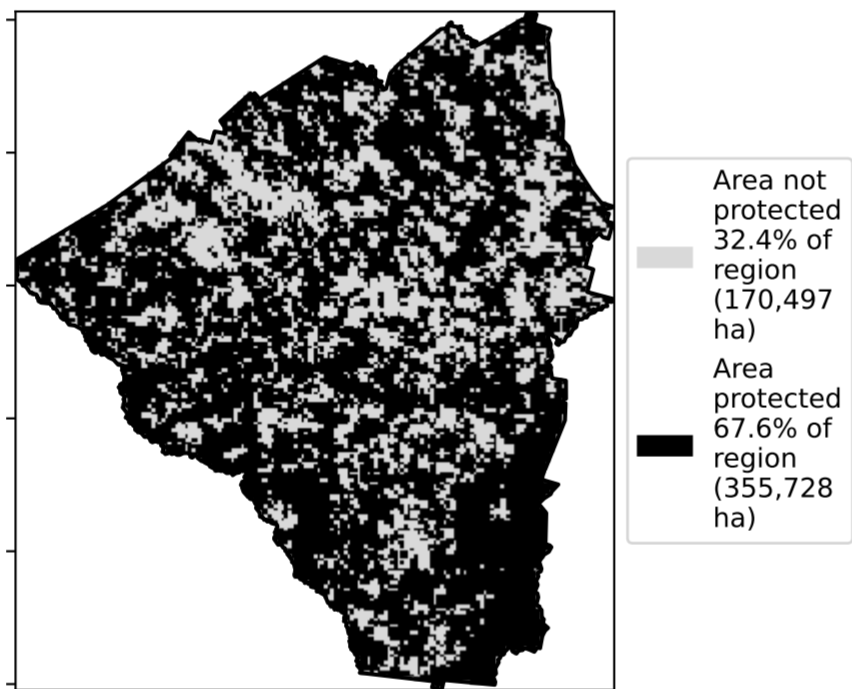 Area not
protected
32.4% of
region
(170,497
ha)
Area
protected
67.6% of
region
(355,728
ha)